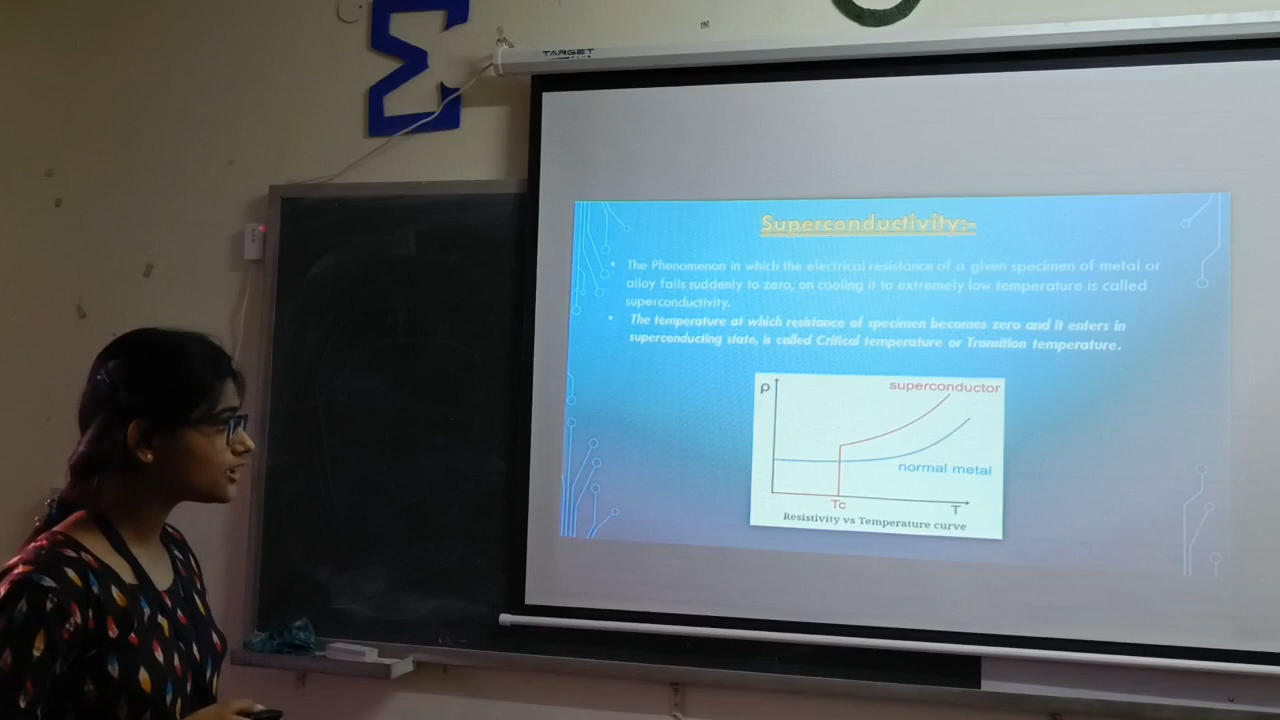 Σ
TARGET
Superconductivity:-
• The Phenomenon in which the electrical resistance of a given specimen of metal or
alloy falls suddenly to zero, on cooling it to extremely low temperature is called
superconductivity.
• The temperature at which resistance of specimen becomes zero and it enters in
superconducting state, is called Critical temperature or Transition temperature.
ρ
superconductor
normal metal
Tc
T
Resistivity vs Temperature curve